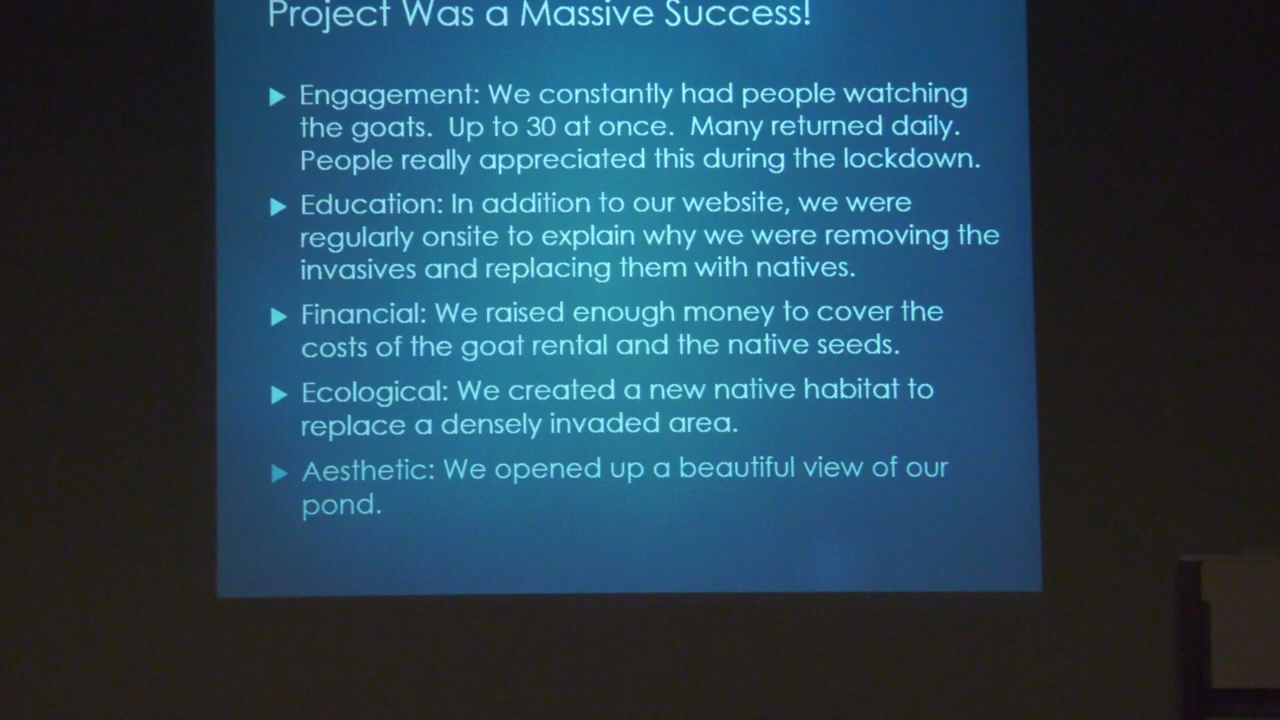 Project Was a Massive Success!
Engagement: We constantly had people watching
the goats. Up to 30 at once. Many returned daily.
People really appreciated this during the lockdown.
Education: In addition to our website, we were
regularly onsite to explain why we were removing the
invasives and replacing them with natives.
Financial: We raised enough money to cover the
costs of the goat rental and the native seeds.
Ecological: We created a new native habitat to
replace a densely invaded area.
Aesthetic: We opened up a beautiful view of our
pond.